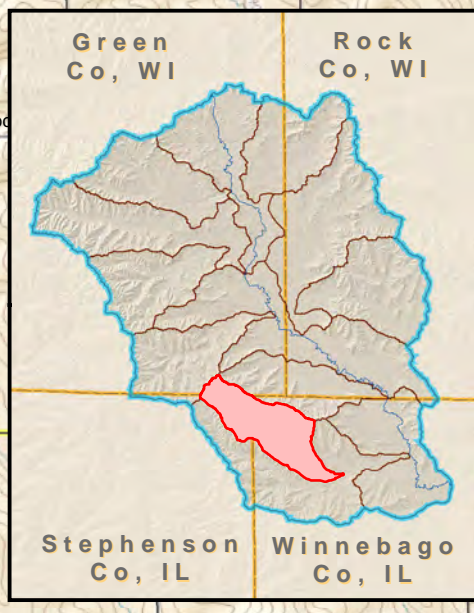 Green
Co, WI
Rock
Co, WI
Stephenson
Co, IL
Winnebago
Co, IL